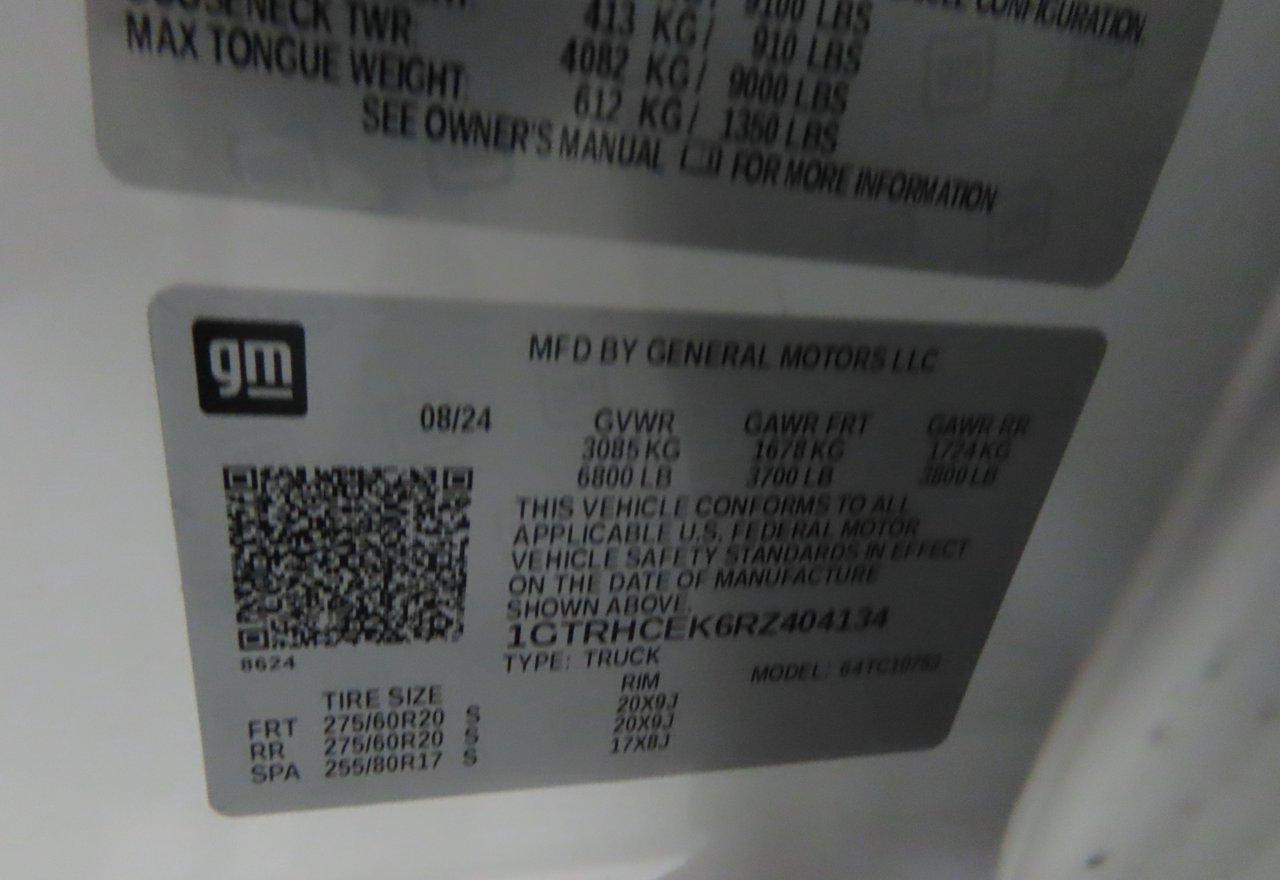 CONFIGURATION.
9100 LBS
GOOSENECK TWR: 413 KG/ 910 LBS
4082 KG/ 9000 LBS
MAX TONGUE WEIGHT: 612 KG/ 1350 LBS
SEE OWNER'S MANUAL FOR MORE INFORMATION
gm
MFD BY GENERAL MOTORS LLC
08/24 GVWR GAWR FRT GAWR RR
3085 KG 1678 KG 1724 KG
6800 LB 3700 LB 3800 LB
THIS VEHICLE CONFORMS TO ALL
APPLICABLE U.S. FEDERAL MOTOR
VEHICLE SAFETY STANDARDS IN EFFECT
ON THE DATE OF MANUFACTURE
SHOWN ABOVE.
1GTRHCEK6RZ404134
8624
TYPE: TRUCK MODEL:
TIRE SIZE RIM
FRT 275/60R20 S 20X9J
RR 275/60R20 S 20X9J
SPA 255/80R17 S 17X8J